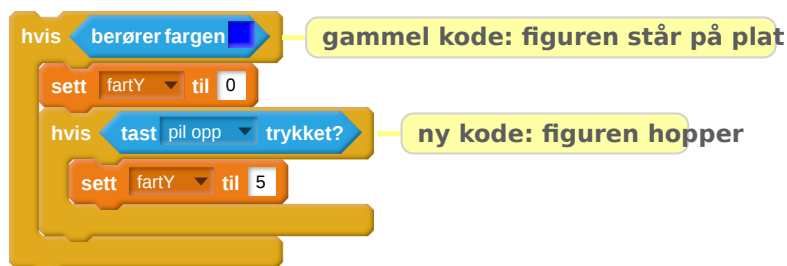 hvis berører fargen gammel kode: figuren står på plat
sett fartY til 0
hvis tast pil opp trykket? ny kode: figuren hopper
sett fartY til 5